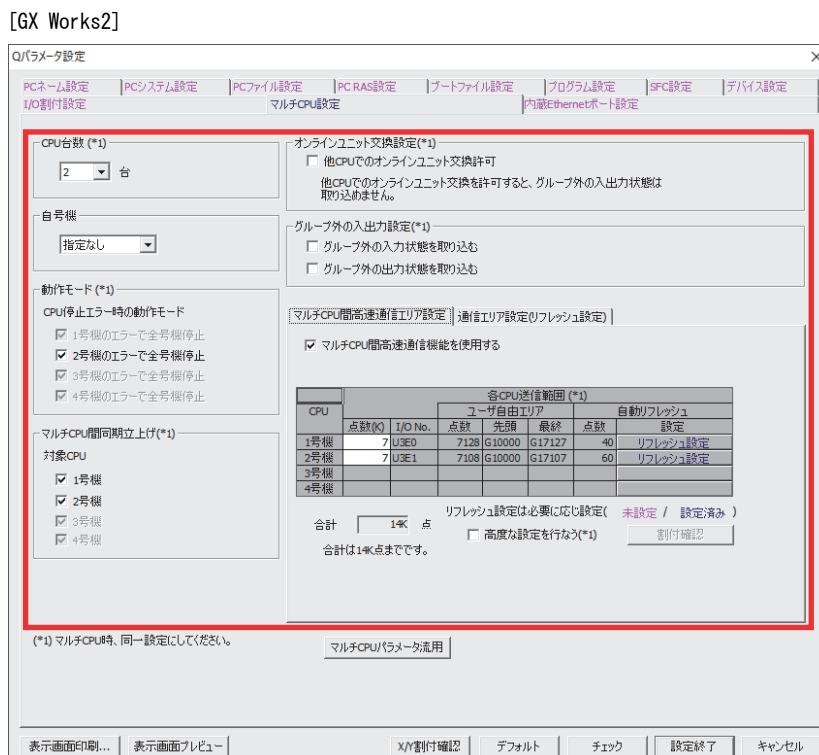 [GX Works2]
Qパラメータ設定
PCネーム設定 PCシステム設定 PCファイル設定 PC RAS設定 ブートファイル設定 プログラム設定 SFC設定 デバイス設定
I/O割付設定 マルチCPU設定 内蔵Ethernetポート設定
CPU台数 (*1)
2 台
自号機
指定なし
動作モード (*1)
CPU停止エラー時の動作モード
1号機のエラーで全号機停止
2号機のエラーで全号機停止
3号機のエラーで全号機停止
4号機のエラーで全号機停止
マルチCPU間同期立上げ(*1)
対象CPU
1号機
2号機
3号機
4号機
オンラインユニット交換設定(*1)
他CPUでのオンラインユニット交換許可
他CPUでのオンラインユニット交換を許可すると、グループ外の入出力状態は
取り込めません。
グループ外の入出力設定(*1)
グループ外の入力状態を取り込む
グループ外の出力状態を取り込む
マルチCPU間高速通信エリア設定 通信エリア設定(リフレッシュ設定)
マルチCPU間高速通信機能を使用する
各CPU送信範囲 (*1)
CPU ユーザ自由エリア 自動リフレッシュ
点数(K) I/O No. 点数 先頭 最終 点数 設定
1号機 7 U3E0 7128 G10000 G17127 40 リフレッシュ設定
2号機 7 U3E1 7108 G10000 G17107 60 リフレッシュ設定
3号機
4号機
リフレッシュ設定は必要に応じ設定( 未設定 / 設定済み )
合計 14K 点
高度な設定を行なう(*1) 割付確認
合計は14K点までです。
(*1) マルチCPU時、同一設定にしてください。
マルチCPUパラメータ流用
表示画面印刷... 表示画面プレビュー X/Y割付確認 デフォルト チェック 設定終了 キャンセル